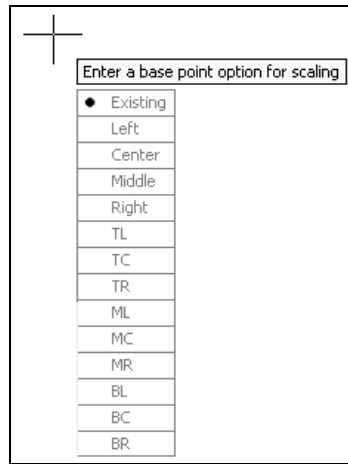 Enter a base point option for scaling
Existing
Left
Center
Middle
Right
TL
TC
TR
ML
MC
MR
BL
BC
BR